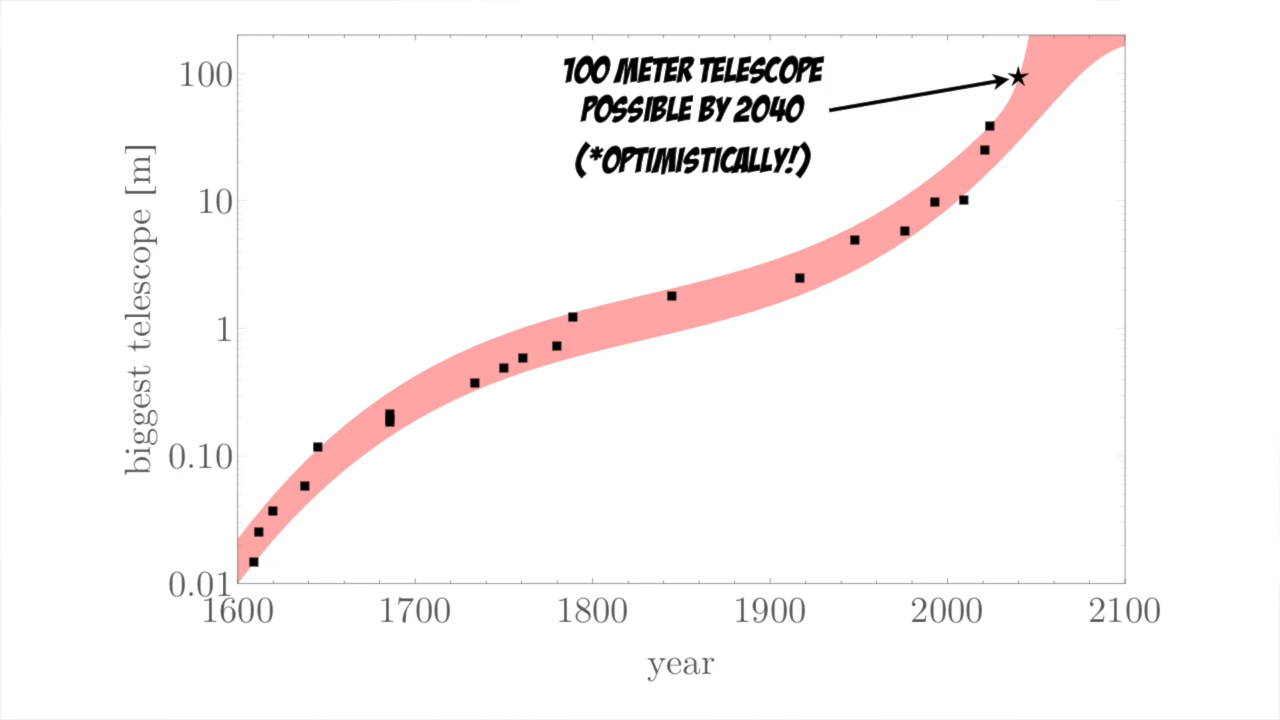 100 METER TELESCOPE
POSSIBLE BY 2040
(*OPTIMISTICALLY!)
biggest telescope [m]
100
10
1
0.10
0.01
1600 1700 1800 1900 2000 2100
year